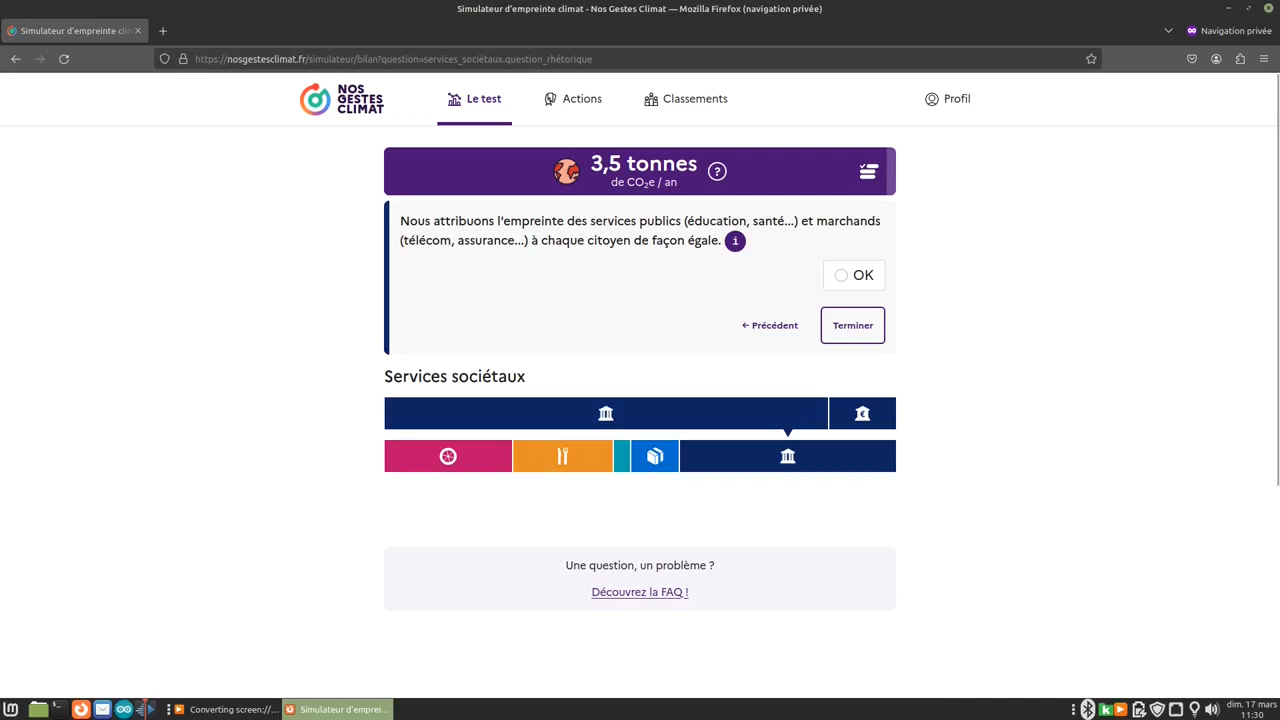 Simulateur d'empreinte climat - Nos Gestes Climat — Mozilla Firefox (navigation privée)
Simulateur d'empreinte clim
Navigation privée
https://nosgestesclimat.fr/simulateur/bilan?question=services_sociétaux.question_rhétorique
NOS
GESTES
CLIMAT
Le test
Actions
Classements
Profil
3,5 tonnes
de CO₂e / an
?
Nous attribuons l'empreinte des services publics (éducation, santé...) et marchands
(télécom, assurance...) à chaque citoyen de façon égale. i
OK
← Précédent
Terminer
Services sociétaux
Une question, un problème ?
Découvrez la FAQ !
Converting screen://...
Simulateur d'emprei...
dim. 17 mars
11:30